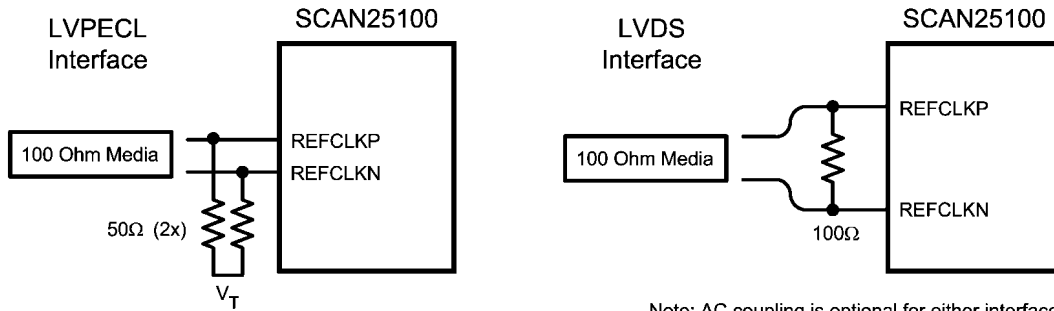 LVPECL
Interface
SCAN25100
100 Ohm Media
REFCLKP
REFCLKN
50Ω (2x)
VT
LVDS
Interface
SCAN25100
100 Ohm Media
REFCLKP
REFCLKN
100Ω
Note: AC coupling is optional for either interface